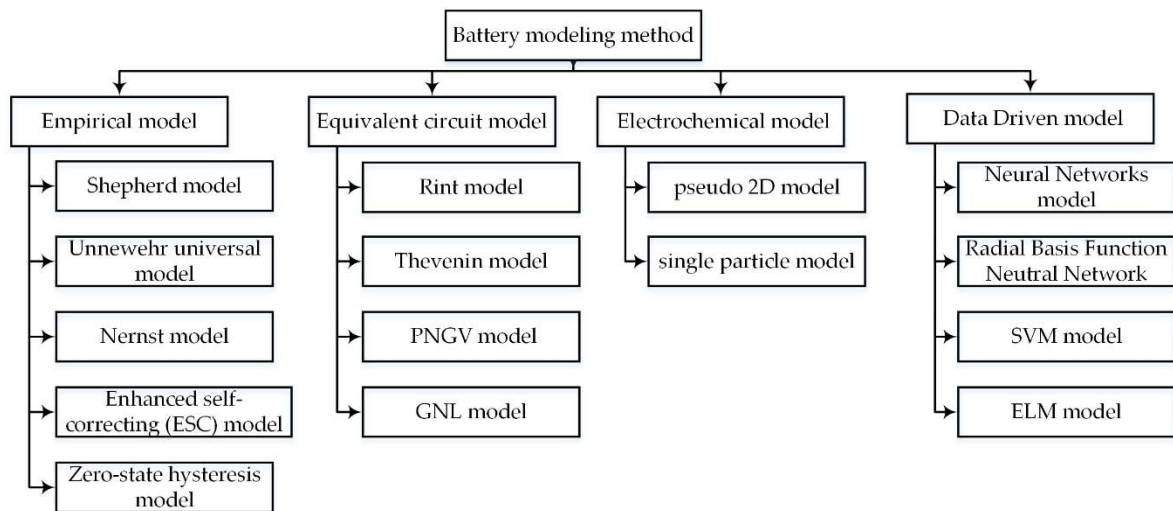 Battery modeling method
Empirical model
Shepherd model
Unnewehr universal
model
Nernst model
Enhanced self-
correcting (ESC) model
Zero-state hysteresis
model
Equivalent circuit model
Rint model
Thevenin model
PNGV model
GNL model
Electrochemical model
pseudo 2D model
single particle model
Data Driven model
Neural Networks
model
Radial Basis Function
Neutral Network
SVM model
ELM model